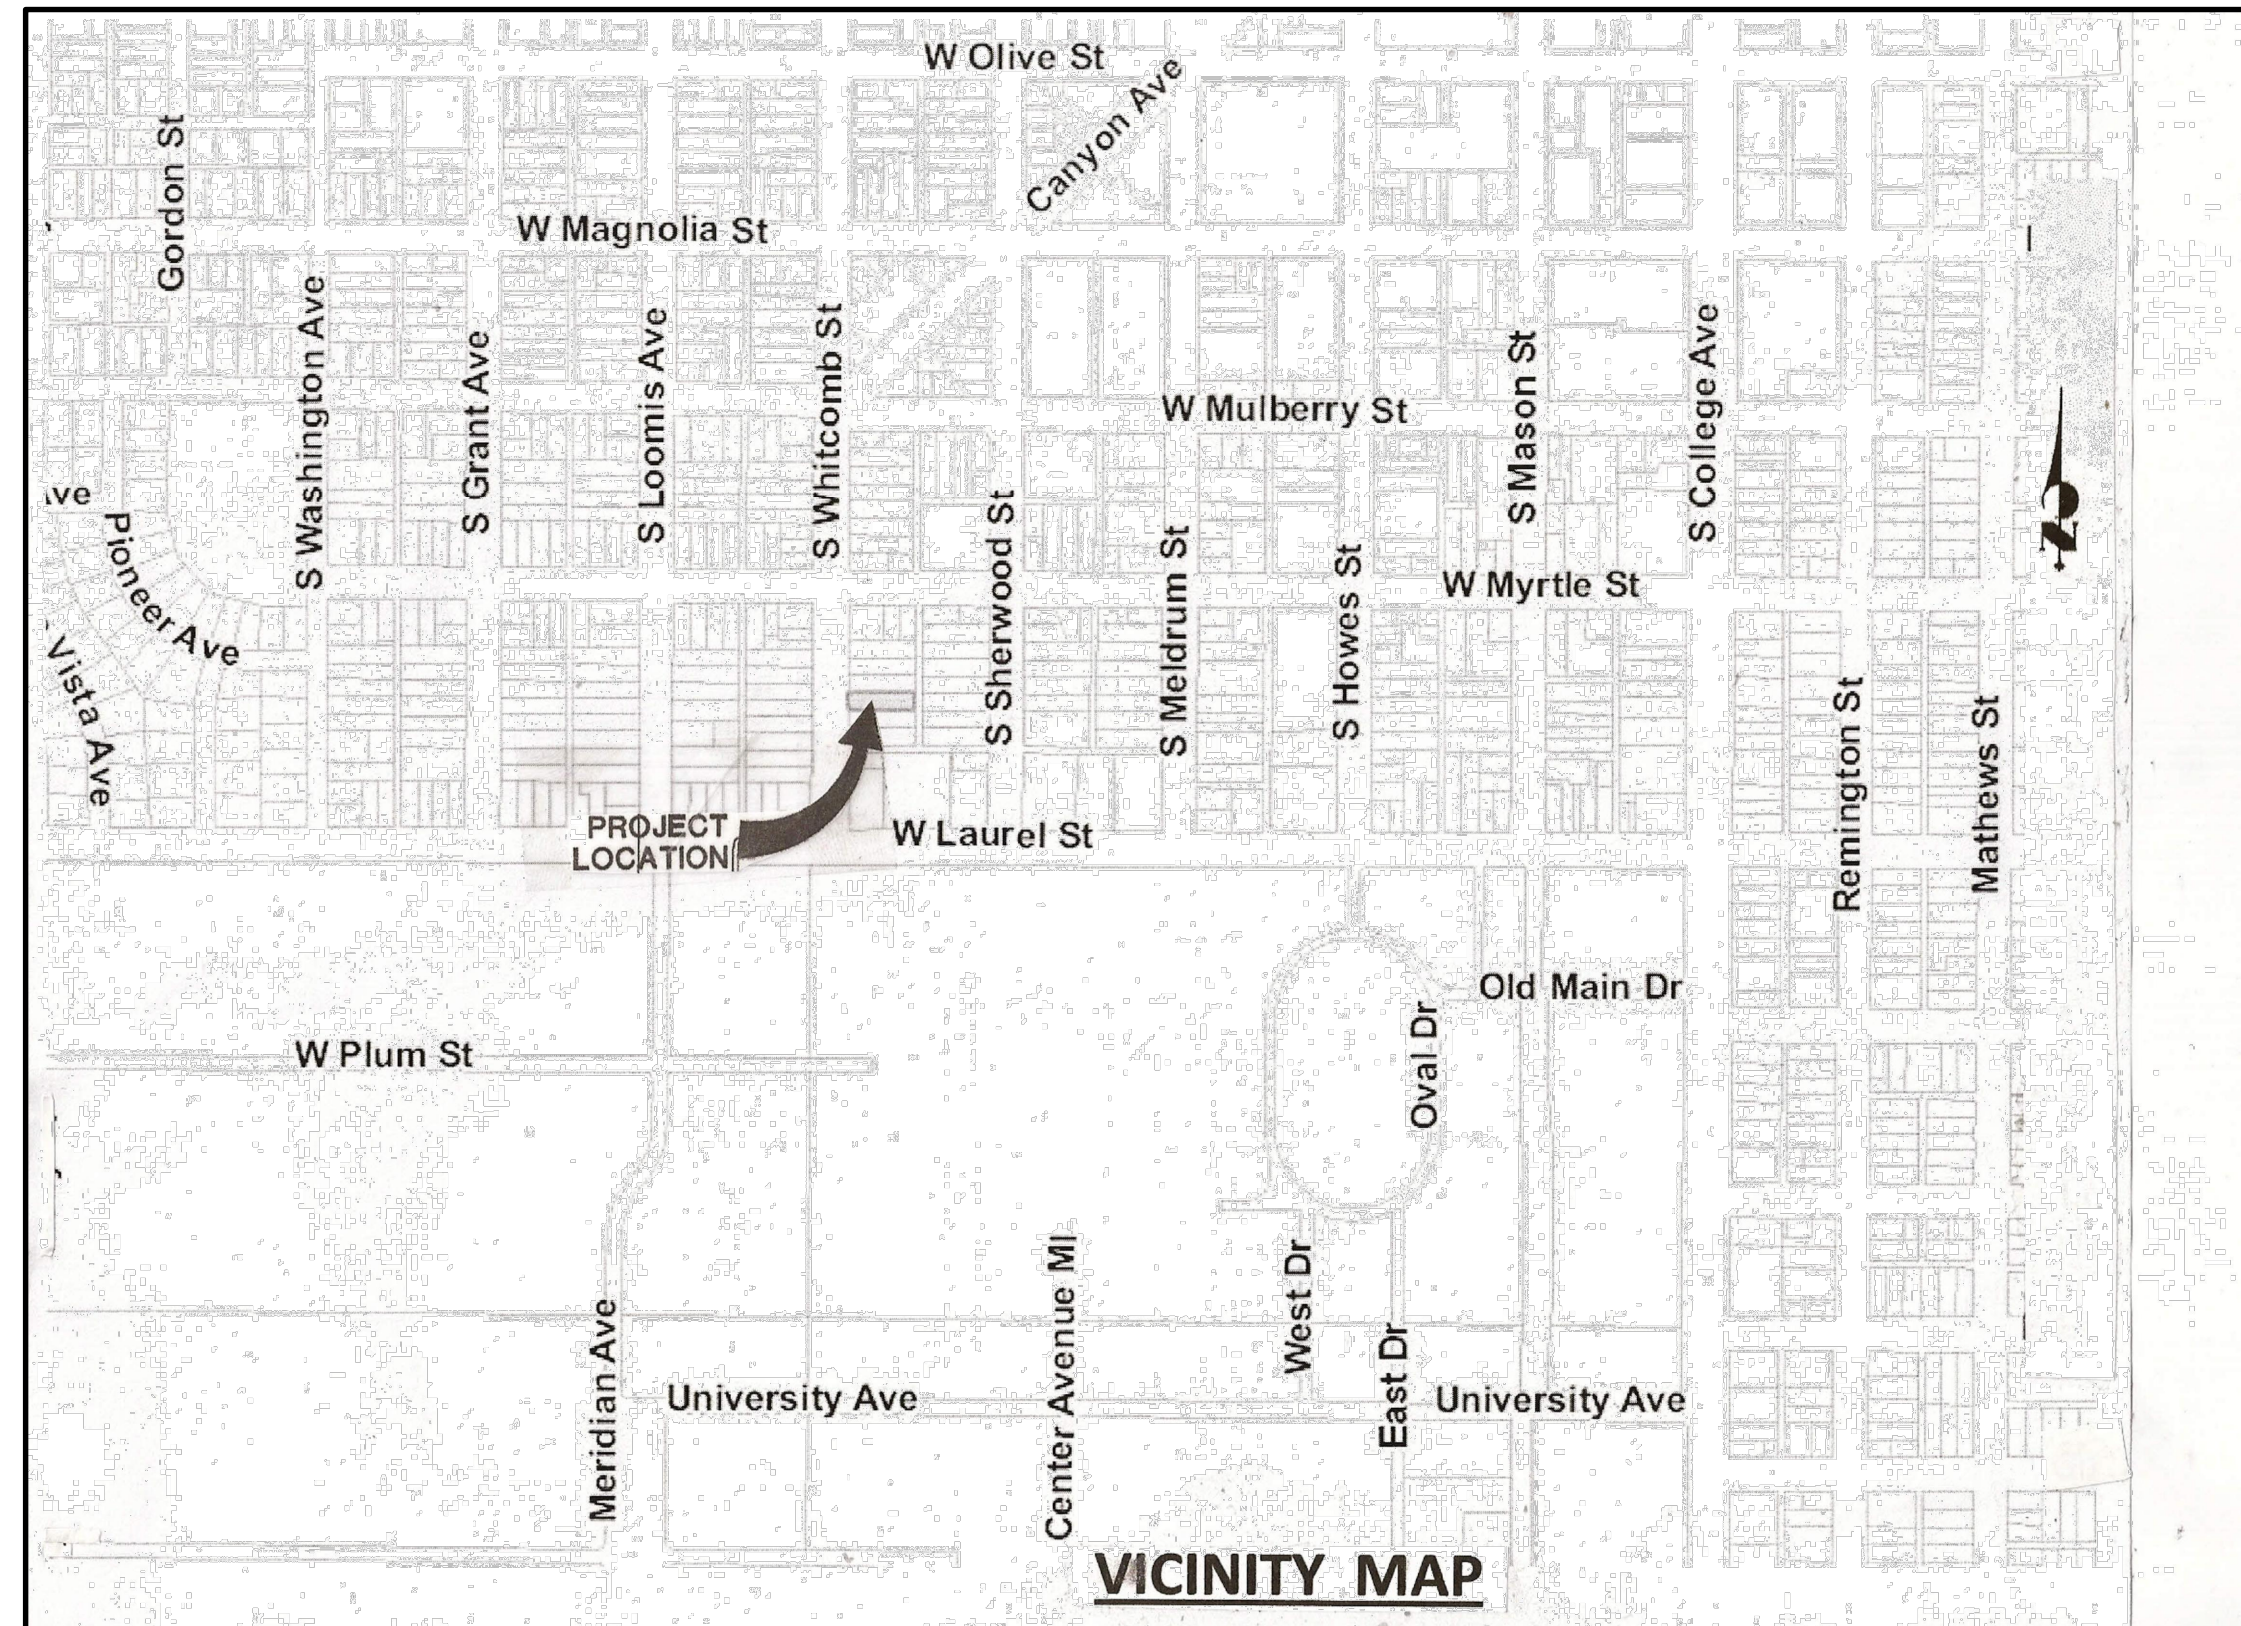 W Olive St
Canyon Ave
Gordon St
W Magnolia St
S Washington Ave
S Grant Ave
S Loomis Ave
S Whitcomb St
W Mulberry St
S Mason St
S College Ave
ve
Pioneer Ave
S Sherwood St
S Meldrum St
S Howes St
W Myrtle St
N
Vista Ave
Remington St
Mathews St
PROJECT
LOCATION
W Laurel St
Old Main Dr
Oval Dr
W Plum St
Meridian Ave
Center Avenue Ml
West Dr
East Dr
University Ave
University Ave
VICINITY MAP